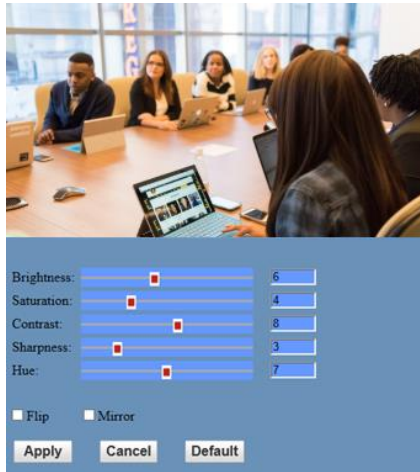 Brightness: 6
Saturation: 4
Contrast: 8
Sharpness: 3
Hue: 7
Flip Mirror
Apply Cancel Default